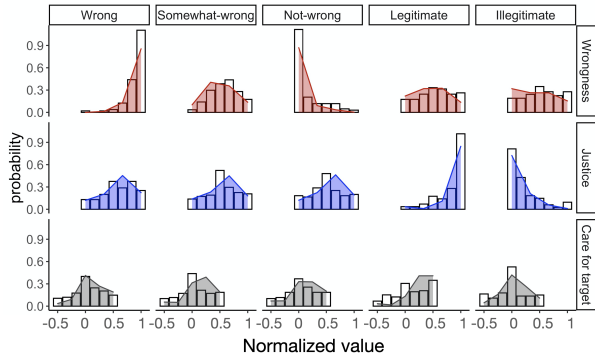 Wrong Somewhat-wrong Not-wrong Legitimate Illegitimate
0.9
0.6
0.3
0.0
Wrongness
0.9
0.6
0.3
0.0
Justice
0.9
0.6
0.3
0.0
Care for target
probability
-0.5 0 0.5 1 -0.5 0 0.5 1 -0.5 0 0.5 1 -0.5 0 0.5 1 -0.5 0 0.5 1
Normalized value